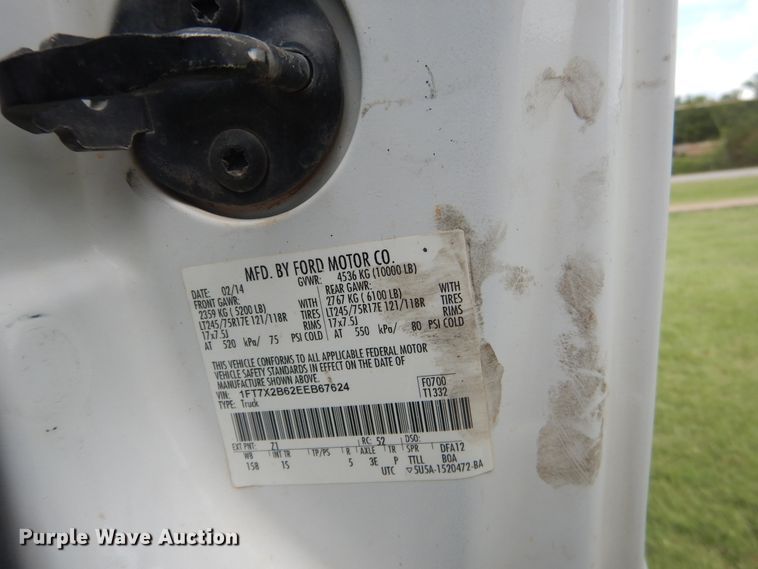 MFD. BY FORD MOTOR CO.
DATE: 02/14 GVWR: 4536 KG (10000 LB)
FRONT GAWR: REAR GAWR:
2359 KG ( 5200 LB) WITH 2767 KG ( 6100 LB) WITH
LT245/75R17E 121/118R TIRES LT245/75R17E 121/118R TIRES
17x7.5J RIMS 17x7.5J RIMS
AT 520 kPa/ 75 PSI COLD AT 550 kPa/ 80 PSI COLD
THIS VEHICLE CONFORMS TO ALL APPLICABLE FEDERAL MOTOR
VEHICLE SAFETY STANDARDS IN EFFECT ON THE DATE OF
MANUFACTURE SHOWN ABOVE.
VIN: 1FT7X2B62EEB67624 F0700
TYPE: Truck T1332
EXT PNT: Z1 RC: 52 DSO:
WB INT TR TP/PS R AXLE TR SPR DFA12
158 15 5 3E P TTLL BOA
UTC ▽5U5A-1520472-BA
Purple Wave Auction